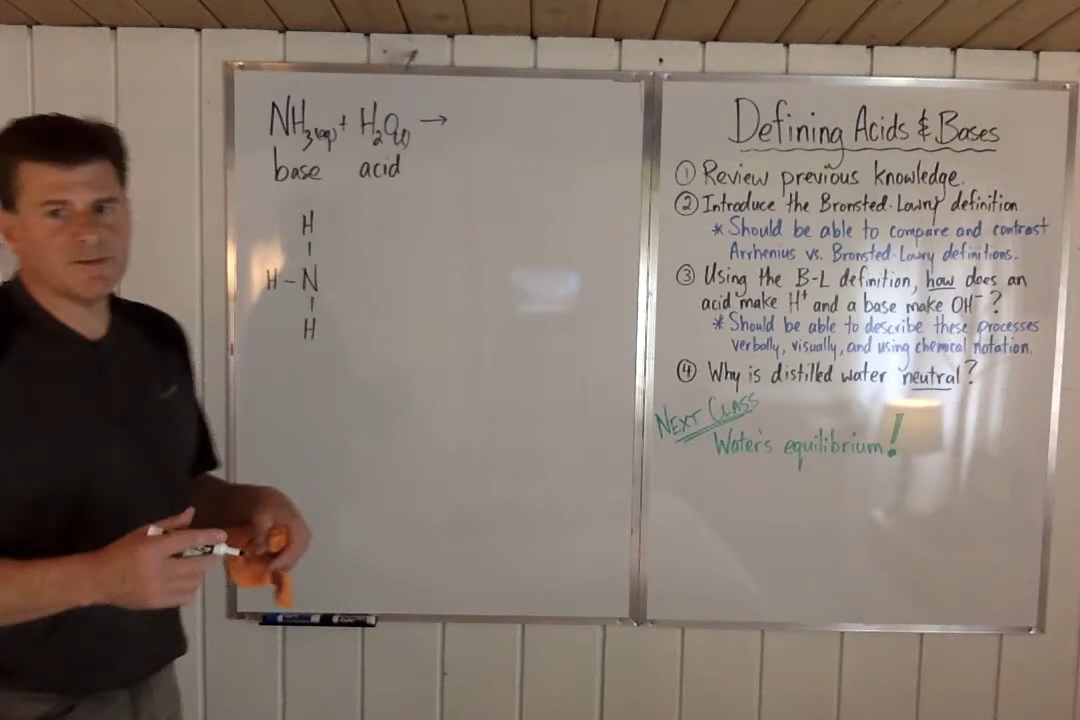 NH₃(aq) + H₂O(l) →
base acid
H
|
H – N
|
H
Defining Acids & Bases
① Review previous knowledge.
② Introduce the Bronsted-Lowry definition
* Should be able to compare and contrast
Arrhenius vs. Bronsted-Lowry definitions.
③ Using the B-L definition, how does an
acid make H⁺ and a base make OH⁻?
* Should be able to describe these processes
verbally, visually, and using chemical notation.
④ Why is distilled water neutral?
NEXT CLASS
Water's equilibrium!